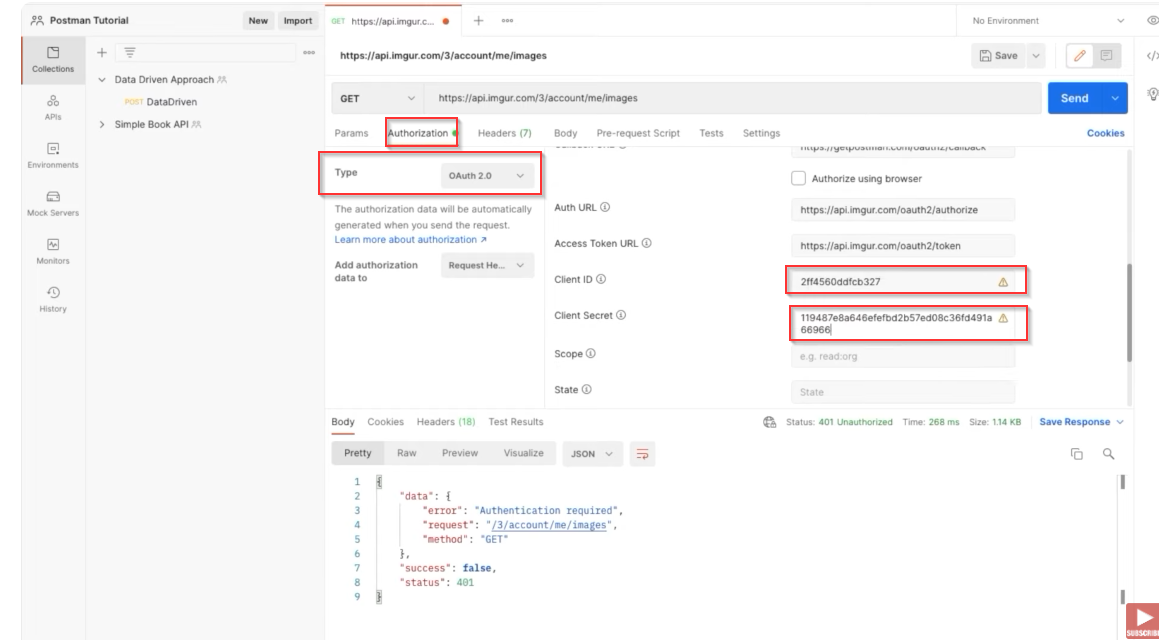 Postman Tutorial
New
Import
GET https://api.imgur.c...
No Environment
Collections
APIs
Environments
Mock Servers
Monitors
History
Data Driven Approach
POST DataDriven
Simple Book API
https://api.imgur.com/3/account/me/images
Save
GET
https://api.imgur.com/3/account/me/images
Send
Params
Authorization
Headers (7)
Body
Pre-request Script
Tests
Settings
Cookies
Type
OAuth 2.0
The authorization data will be automatically
generated when you send the request.
Learn more about authorization ↗
Add authorization
data to
Request He...
Callback URL
https://getpostman.com/oauth2/callback
Authorize using browser
Auth URL
https://api.imgur.com/oauth2/authorize
Access Token URL
https://api.imgur.com/oauth2/token
Client ID
2ff4560ddfcb327
Client Secret
119487e8a646efefbd2b57ed08c36fd491a
66966
Scope
e.g. read:org
State
State
Body
Cookies
Headers (18)
Test Results
Status: 401 Unauthorized
Time: 268 ms
Size: 1.14 KB
Save Response
Pretty
Raw
Preview
Visualize
JSON
1 {
2 "data": {
3 "error": "Authentication required",
4 "request": "/3/account/me/images",
5 "method": "GET"
6 },
7 "success": false,
8 "status": 401
9 }
SUBSCRIBE